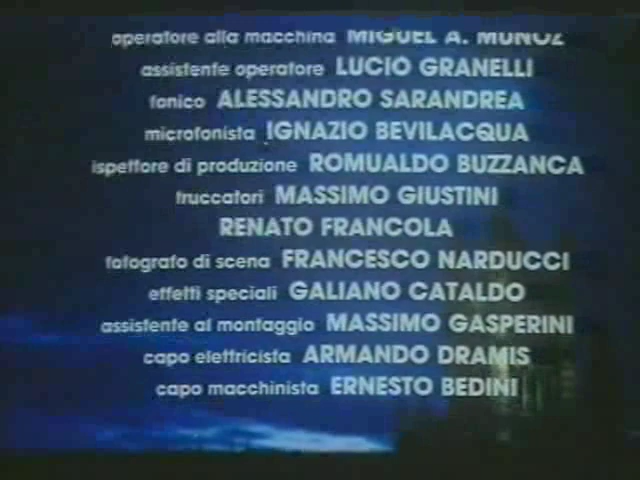 operatore alla macchina MIGUEL A. MUNOZ
assistente operatore LUCIO GRANELLI
fonico ALESSANDRO SARANDREA
microfonista IGNAZIO BEVILACQUA
ispettore di produzione ROMUALDO BUZZANCA
truccatori MASSIMO GIUSTINI
RENATO FRANCOLA
fotografo di scena FRANCESCO NARDUCCI
effetti speciali GALIANO CATALDO
assistente al montaggio MASSIMO GASPERINI
capo elettricista ARMANDO DRAMIS
capo macchinista ERNESTO BEDINI